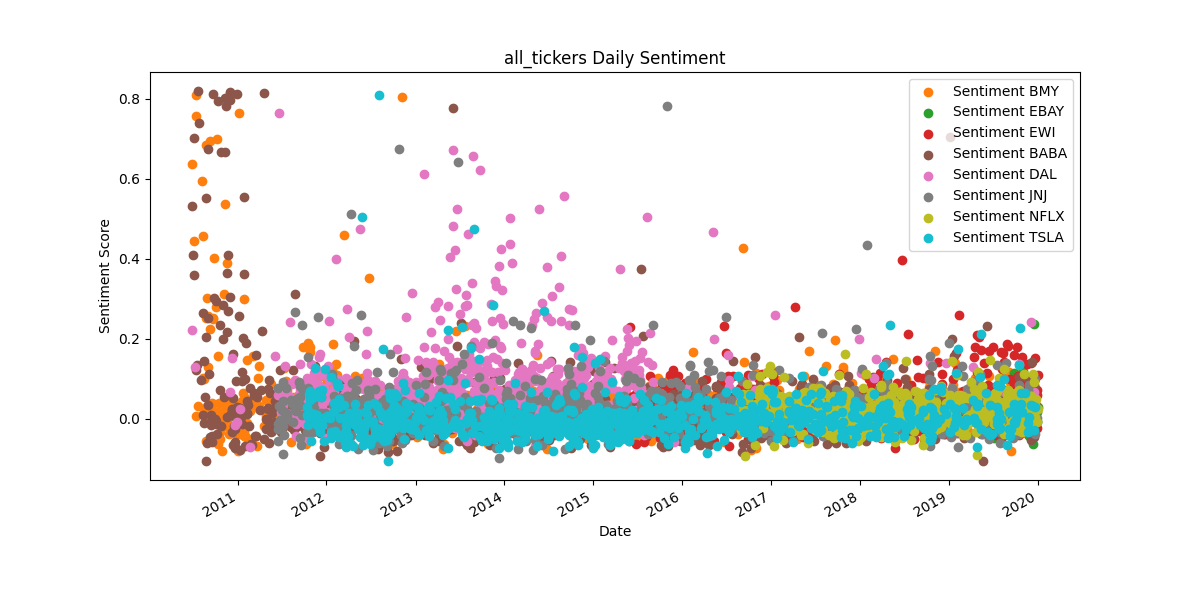 all_tickers Daily Sentiment
Sentiment Score
0.8
0.6
0.4
0.2
0.0
Sentiment BMY
Sentiment EBAY
Sentiment EWI
Sentiment BABA
Sentiment DAL
Sentiment JNJ
Sentiment NFLX
Sentiment TSLA
2011
2012
2013
2014
2015
2016
2017
2018
2019
2020
Date